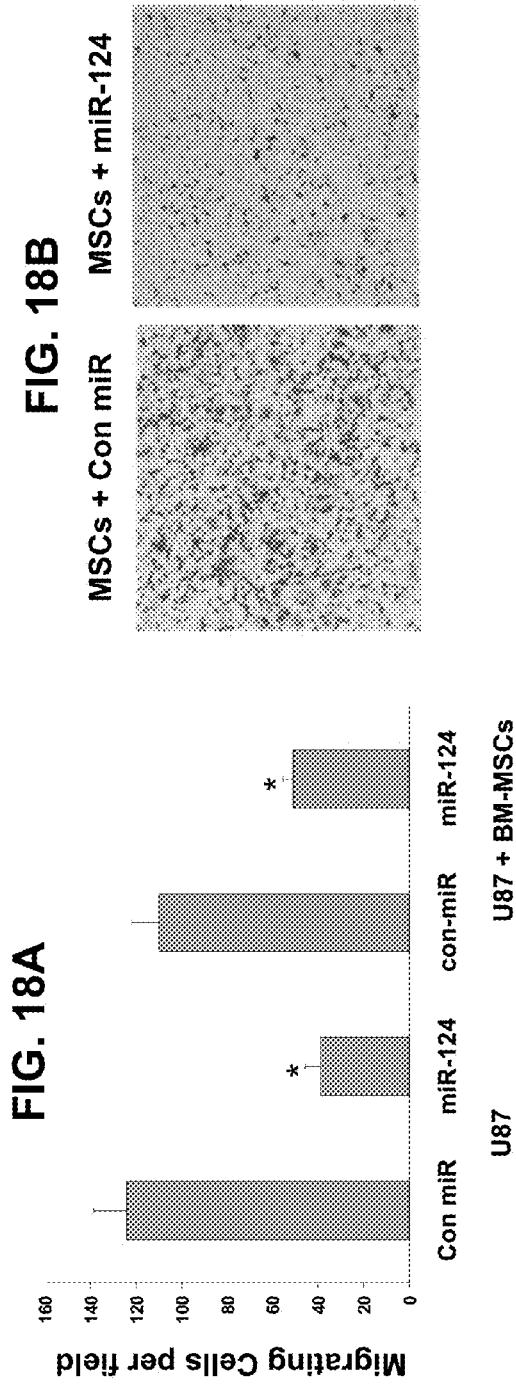 FIG. 18A
Migrating Cells per field
160
140
120
100
80
60
40
20
0
*
*
Con miR
miR-124
con-miR
miR-124
U87
U87 + BM-MSCs
FIG. 18B
MSCs + Con miR
MSCs + miR-124